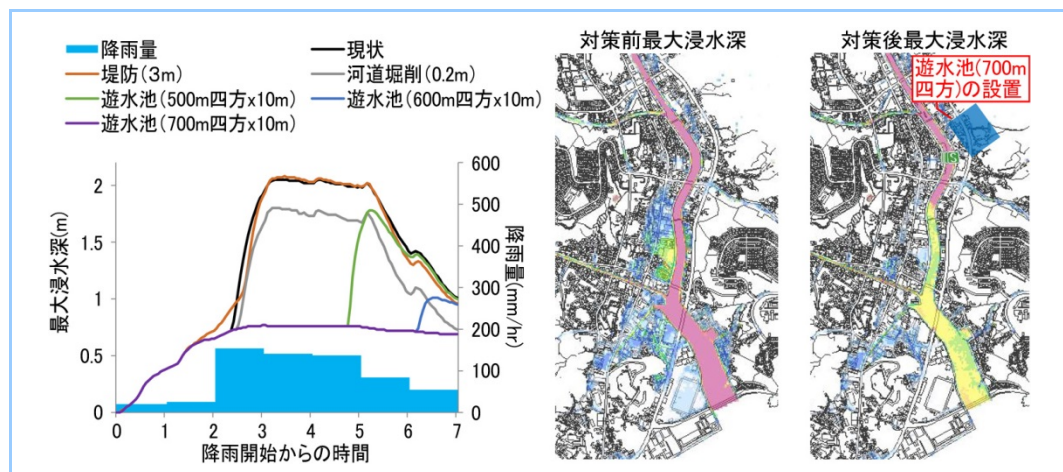 降雨量
現状
堤防(3m)
河道掘削(0.2m)
遊水池(500m四方x10m)
遊水池(600m四方x10m)
遊水池(700m四方x10m)
最大浸水深(m)
2
1.5
1
0.5
0
600
500
400
300
200
100
0
降雨量(mm/hr)
0 1 2 3 4 5 6 7
降雨開始からの時間
対策前最大浸水深
対策後最大浸水深
遊水池(700m
四方)の設置